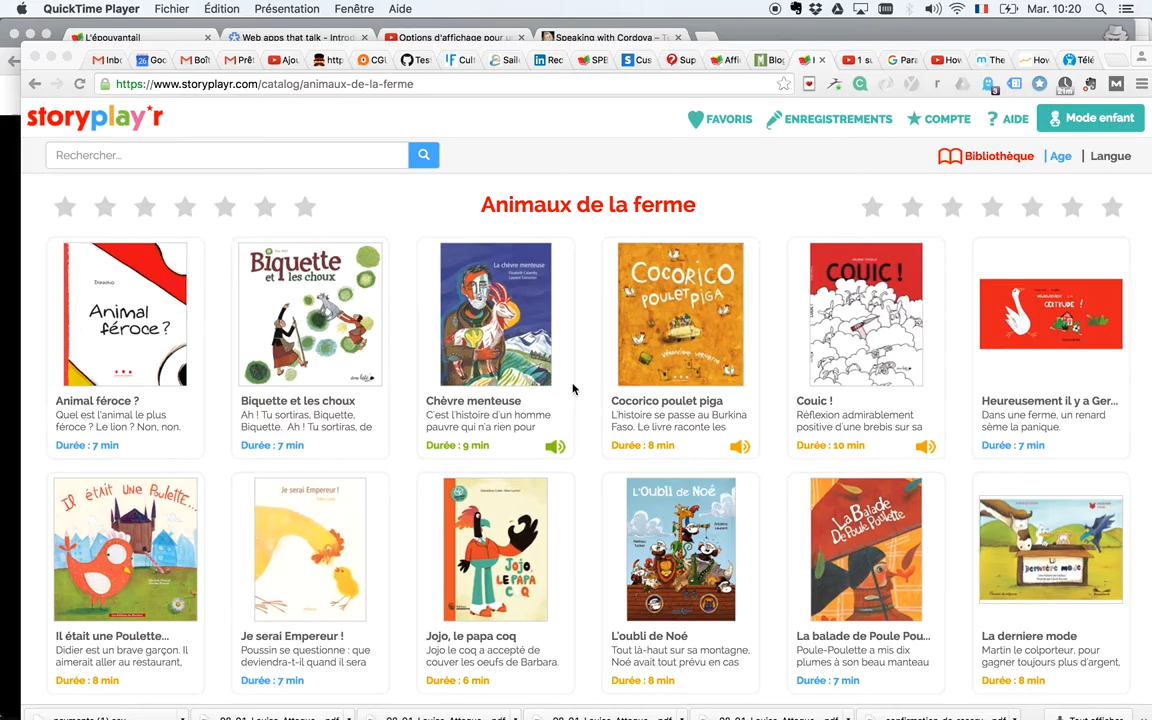 QuickTime Player Fichier Édition Présentation Fenêtre Aide Mar. 10:20
L'épouvantail Web apps that talk - Introd... Options d'affichage pour u... Speaking with Cordova – Te
https://www.storyplayr.com/catalog/animaux-de-la-ferme
storyplay'r
FAVORIS ENREGISTREMENTS COMPTE ? AIDE Mode enfant
Rechercher...
Bibliothèque | Age | Langue
Animaux de la ferme
Animal féroce ?
Biquette et les choux
La chèvre menteuse
COCORICO POULET PIGA
VÉRONIQUE VERNETTE
COUIC !
HEUREUSEMENT IL Y A GERTRUDE !
Animal féroce ?
Quel est l'animal le plus
féroce ? Le lion ? Non, non.
Durée : 7 min
Biquette et les choux
Ah ! Tu sortiras, Biquette,
Biquette. Ah ! Tu sortiras, de
Durée : 7 min
Chèvre menteuse
C'est l'histoire d'un homme
pauvre qui n'a rien pour
Durée : 9 min
Cocorico poulet piga
L'histoire se passe au Burkina
Faso. Le livre raconte les
Durée : 8 min
Couic !
Réflexion admirablement
positive d'une brebis sur sa
Durée : 10 min
Heureusement il y a Ger...
Dans une ferme, un renard
sème la panique.
Durée : 7 min
Il était une Poulette...
Je serai Empereur !
Jojo, LE PAPA COQ
L'Oubli de Noé
La Balade De Poule Poulette
La dernière mode
Il était une Poulette...
Didier est un brave garçon. Il
aimerait aller au restaurant,
Durée : 8 min
Je serai Empereur !
Poussin se questionne : que
deviendra-t-il quand il sera
Durée : 7 min
Jojo, le papa coq
Jojo le coq a accepté de
couver les oeufs de Barbara.
Durée : 6 min
L'oubli de Noé
Tout là-haut sur sa montagne,
Noé avait tout prévu en cas
Durée : 8 min
La balade de Poule Pou...
Poule-Poulette a mis dix
plumes à son beau manteau
Durée : 7 min
La derniere mode
Martin le colporteur, pour
gagner toujours plus d'argent,
Durée : 8 min